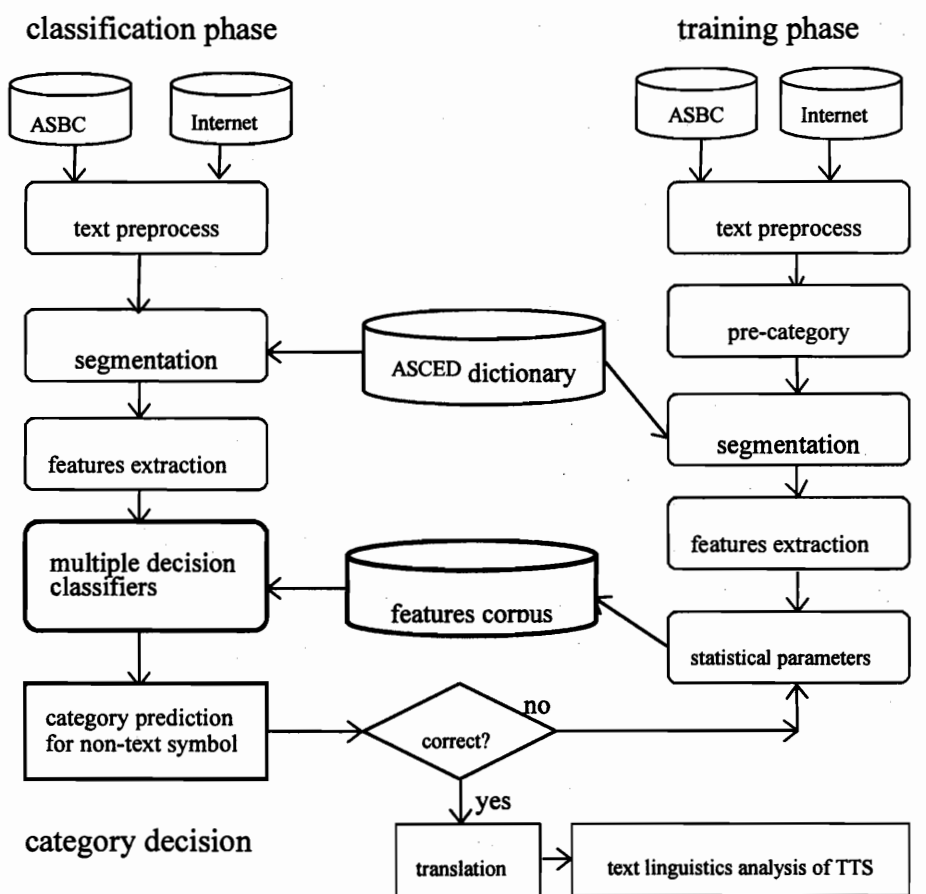 classification phase
training phase
ASBC
Internet
ASBC
Internet
text preprocess
text preprocess
pre-category
segmentation
ASCED dictionary
segmentation
features extraction
features extraction
multiple decision
classifiers
features corpus
statistical parameters
category prediction
for non-text symbol
correct?
no
yes
category decision
translation
text linguistics analysis of TTS